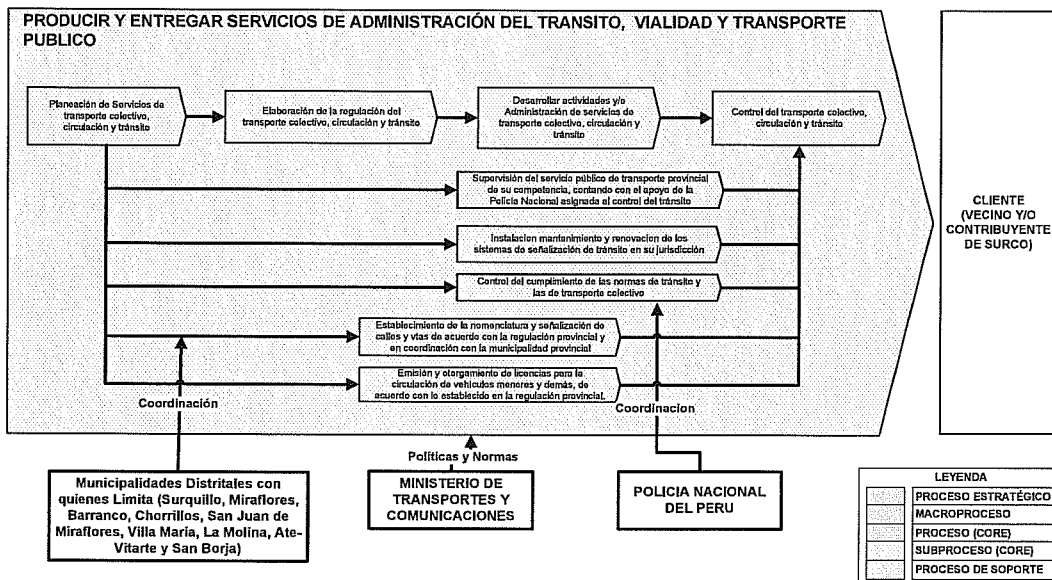 PRODUCIR Y ENTREGAR SERVICIOS DE ADMINISTRACIÓN DEL TRANSITO, VIALIDAD Y TRANSPORTE
PUBLICO
Planeación de Servicios de
transporte colectivo,
circulación y tránsito
Elaboración de la regulación del
transporte colectivo, circulación y tránsito
Desarrollar actividades y/o
Administración de servicios de
transporte colectivo, circulación y
tránsito
Control del transporte colectivo,
circulación y tránsito
Supervisión del servicio público de transporte provincial
de su competencia, contando con el apoyo de la
Policía Nacional asignada al control del tránsito
Instalacion mantenimiento y renovacion de los
sistemas de señalización de tránsito en su jurisdicción
Control del cumplimiento de las normas de tránsito y
las de transporte colectivo
Establecimiento de la nomenclatura y señalización de
calles y vías de acuerdo con la regulación provincial y
en coordinación con la municipalidad provincial
Emisión y otorgamiento de licencias para la
circulación de vehículos menores y demás, de
acuerdo con lo establecido en la regulación provincial.
Coordinación
Coordinacion
Políticas y Normas
CLIENTE
(VECINO Y/O
CONTRIBUYENTE
DE SURCO)
Municipalidades Distritales con
quienes Limita (Surquillo, Miraflores,
Barranco, Chorrillos, San Juan de
Miraflores, Villa María, La Molina, Ate-
Vitarte y San Borja)
MINISTERIO DE
TRANSPORTES Y
COMUNICACIONES
POLICIA NACIONAL
DEL PERU
LEYENDA
PROCESO ESTRATÉGICO
MACROPROCESO
PROCESO (CORE)
SUBPROCESO (CORE)
PROCESO DE SOPORTE